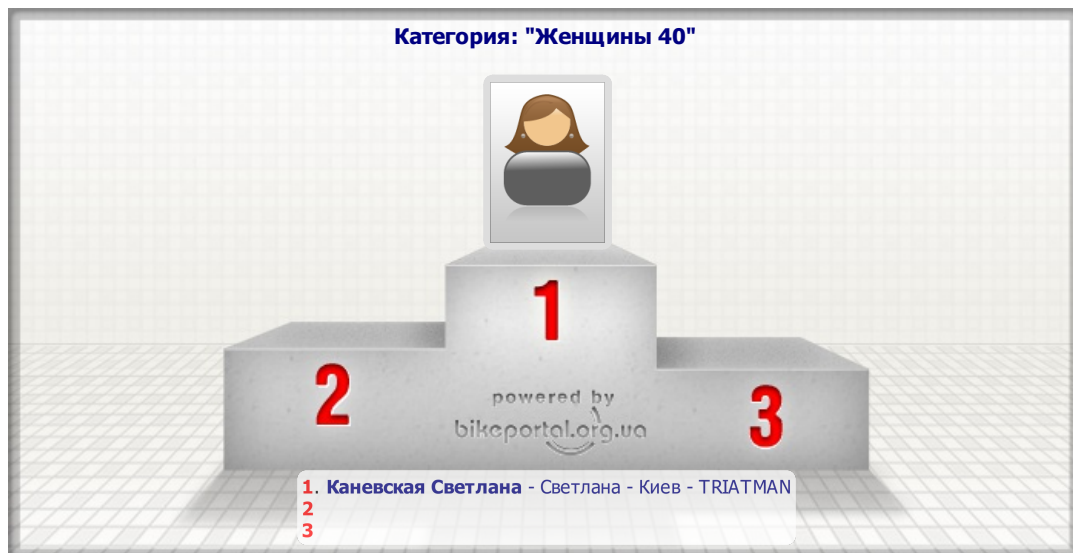 Категория: "Женщины 40"
1
2
3
powered by
bikeportal.org.ua
1. Каневская Светлана - Светлана - Киев - TRIATMAN
2
3